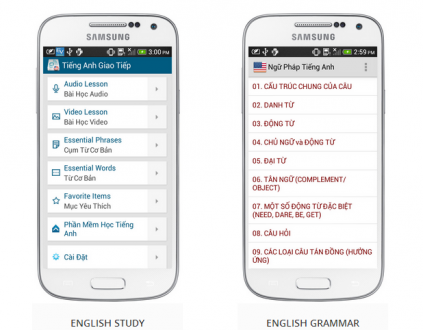 SAMSUNG
3:00 PM
Tiếng Anh Giao Tiếp
Audio Lesson
Bài Học Audio
Video Lesson
Bài Học Video
Essential Phrases
Cụm Từ Cơ Bản
Essential Words
Từ Cơ Bản
Favorite Items
Mục Yêu Thích
Phần Mềm Học Tiếng
Anh
Cài Đặt
ENGLISH STUDY
SAMSUNG
2:59 PM
Ngữ Pháp Tiếng Anh
01. CẤU TRÚC CHUNG CỦA CÂU
02. DANH TỪ
03. ĐỘNG TỪ
04. CHỦ NGỮ và ĐỘNG TỪ
05. ĐẠI TỪ
06. TÂN NGỮ (COMPLEMENT/
OBJECT)
07. MỘT SỐ ĐỘNG TỪ ĐẶC BIỆT
(NEED, DARE, BE, GET)
08. CÂU HỎI
09. CÁC LOẠI CÂU TÁN ĐỒNG (HƯỞNG
ỨNG)
ENGLISH GRAMMAR